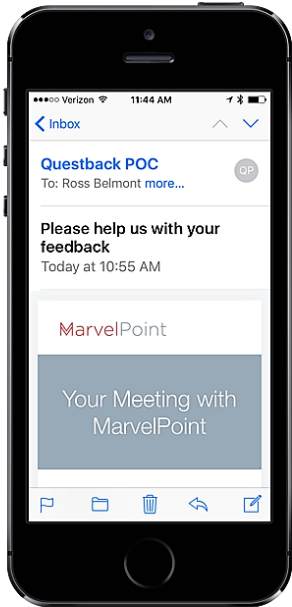 ●●●○○ Verizon 11:44 AM
Inbox
Questback POC
QP
To: Ross Belmont more...
Please help us with your
feedback
Today at 10:55 AM
MarvelPoint
Your Meeting with
MarvelPoint